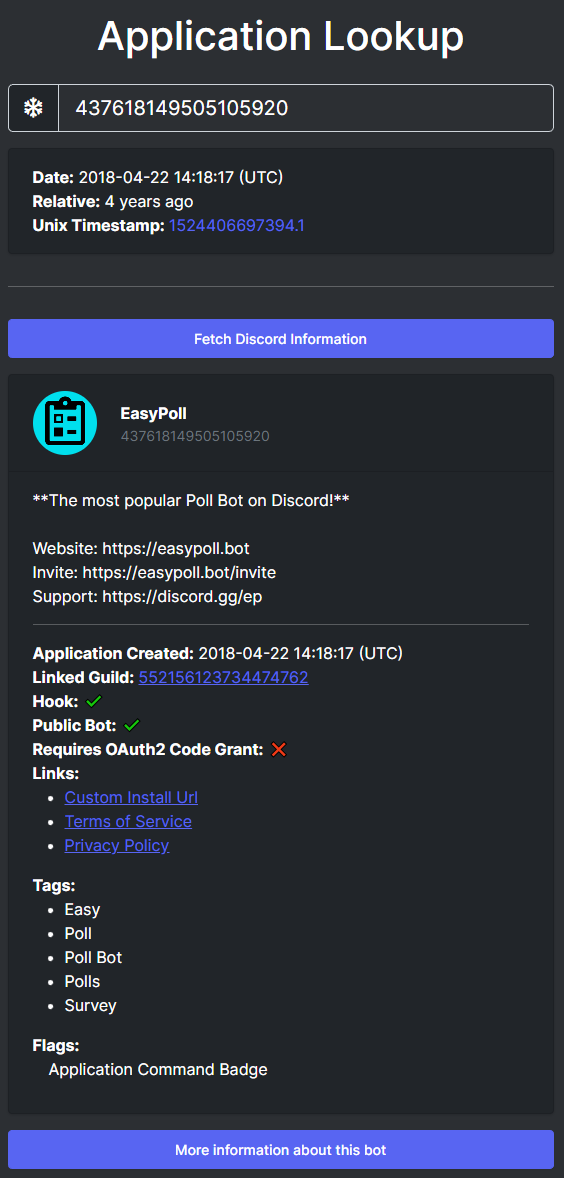 Application Lookup
437618149505105920
Date: 2018-04-22 14:18:17 (UTC)
Relative: 4 years ago
Unix Timestamp: 1524406697394.1
Fetch Discord Information
EasyPoll
437618149505105920
**The most popular Poll Bot on Discord!**
Website: https://easypoll.bot
Invite: https://easypoll.bot/invite
Support: https://discord.gg/ep
Application Created: 2018-04-22 14:18:17 (UTC)
Linked Guild: 552156123734474762
Hook:
Public Bot:
Requires OAuth2 Code Grant:
Links:
Custom Install Url
Terms of Service
Privacy Policy
Tags:
Easy
Poll
Poll Bot
Polls
Survey
Flags:
Application Command Badge
More information about this bot